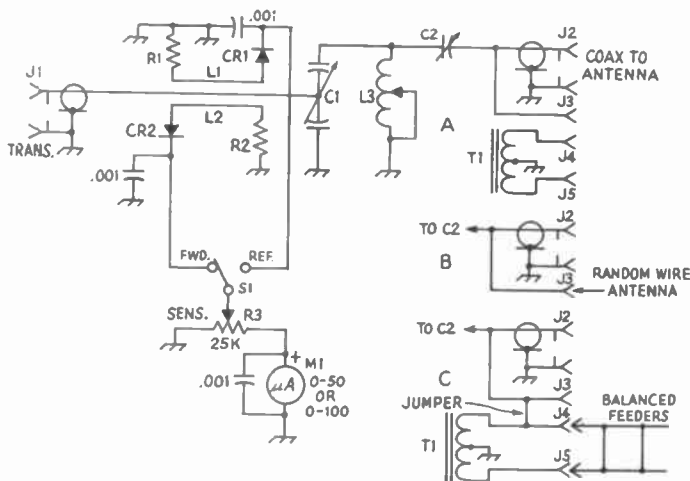 .001
C2
J2
R1
CR1
COAX TO
ANTENNA
J1
L1
C1
L3
J3
L2
A
CR2
R2
T1
J4
TRANS.
J5
.001
TO C2
J2
B
FWD.
REF.
J3
RANDOM WIRE
ANTENNA
S1
SENS.
R3
TO C2
J2
25K
+
M1
.001
µA
0-50
OR
0-100
C
J3
JUMPER
J4
BALANCED
FEEDERS
T1
J5